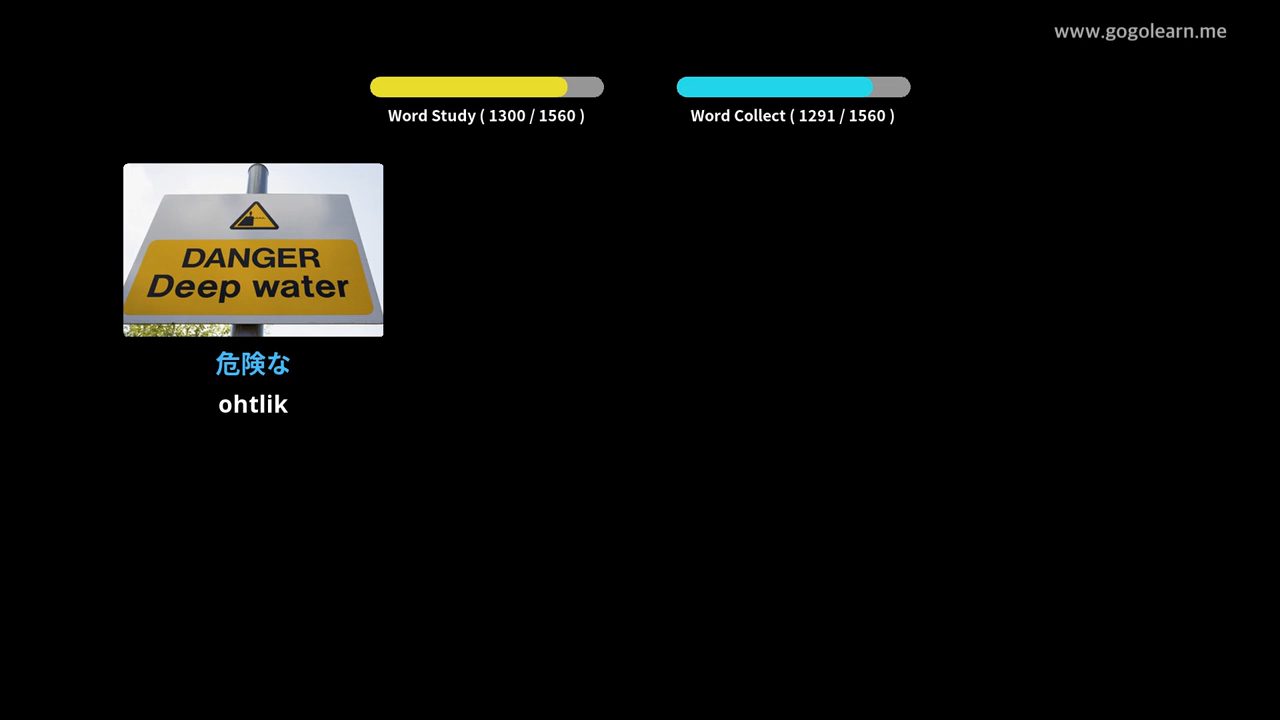 www.gogolearn.me
Word Study ( 1300 / 1560 )
Word Collect ( 1291 / 1560 )
DANGER
Deep water
危険な
ohtlik